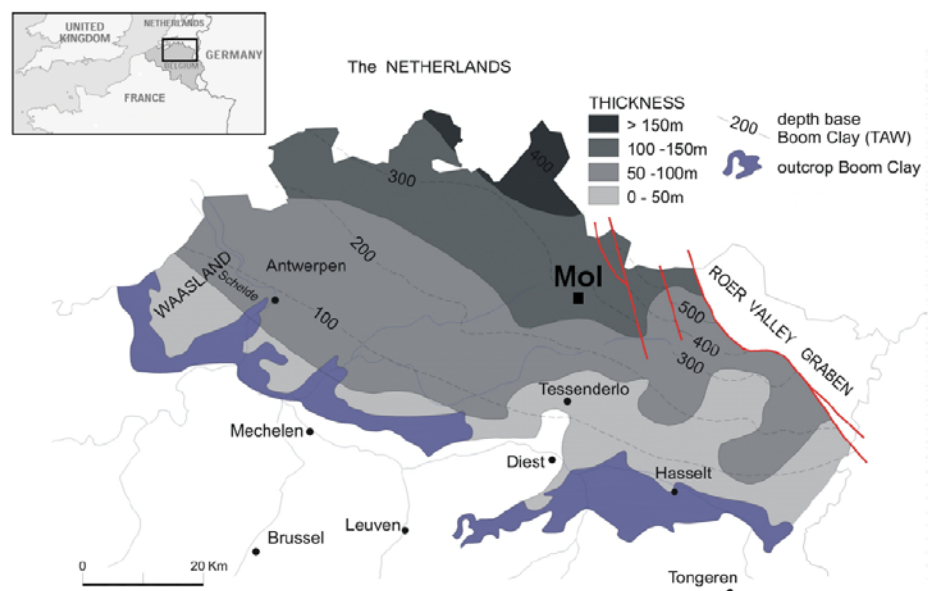 UNITED
KINGDOM
NETHERLANDS
GERMANY
BELGIUM
FRANCE
The NETHERLANDS
THICKNESS
> 150m
100 -150m
50 -100m
0 - 50m
200
depth base
Boom Clay (TAW)
outcrop Boom Clay
400
300
200
100
WAASLAND
Schelde
Antwerpen
Mol
500
400
300
ROER VALLEY GRABEN
Tessenderlo
Mechelen
Diest
Hasselt
Leuven
Brussel
Tongeren
0
20 Km